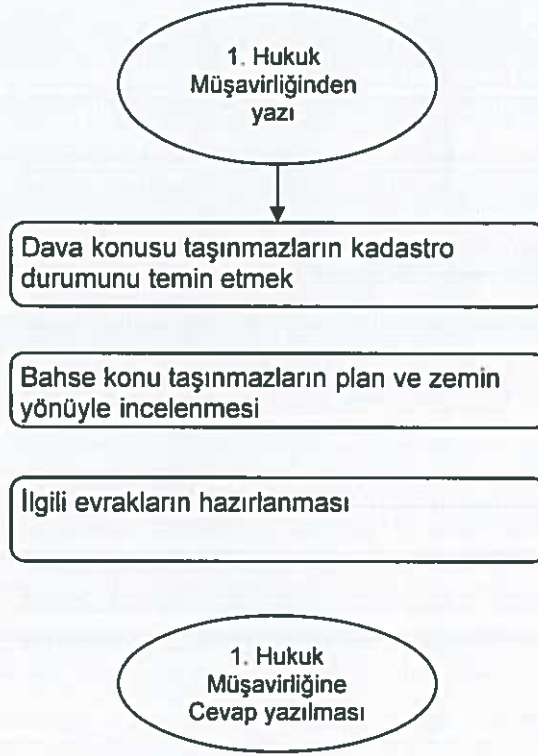 1. Hukuk
Müşavirliğinden
yazı
Dava konusu taşınmazların kadastro
durumunu temin etmek
Bahse konu taşınmazların plan ve zemin
yönüyle incelenmesi
İlgili evrakların hazırlanması
1. Hukuk
Müşavirliğine
Cevap yazılması